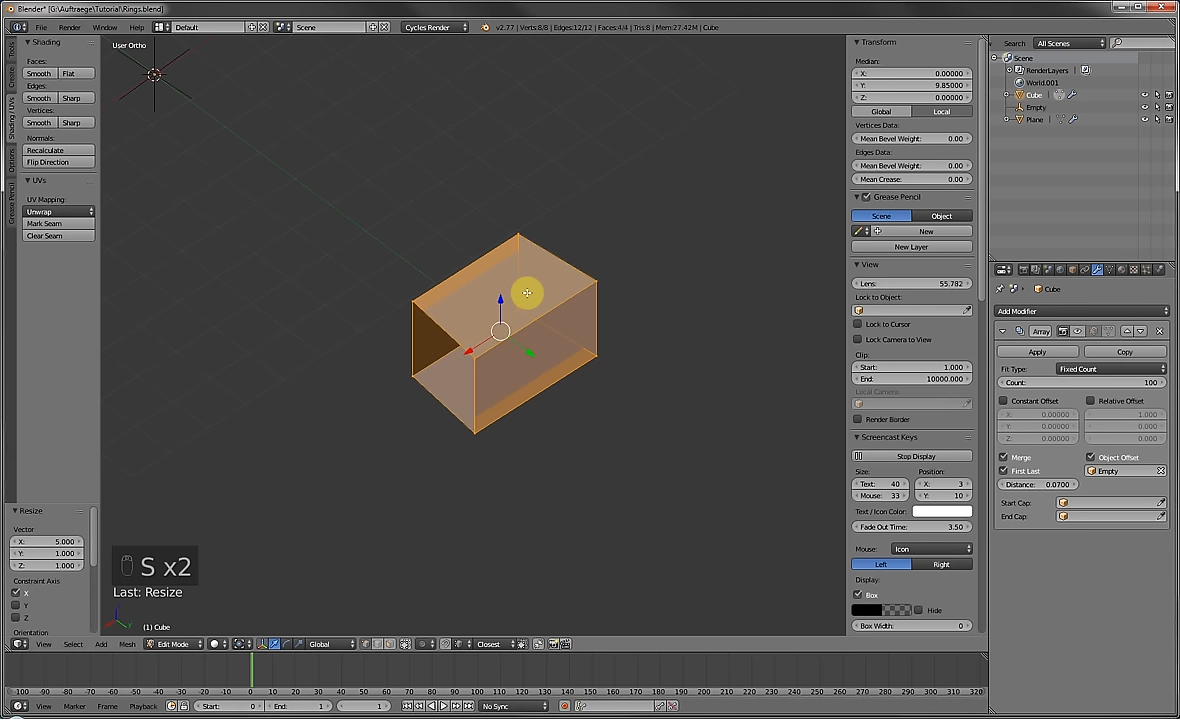 Blender* [G:\Auftraege\Tutorial\Rings.blend]
File Render Window Help Default Scene Cycles Render v2.77 | Verts:8/8 | Edges:12/12 | Faces:4/4 | Tris:8 | Mem:27.42M | Cube
Tools
Create
Shading / UVs
Options
Grease Pencil
Shading
Faces:
Smooth Flat
Edges:
Smooth Sharp
Vertices:
Smooth Sharp
Normals:
Recalculate
Flip Direction
UVs
UV Mapping:
Unwrap
Mark Seam
Clear Seam
Resize
Vector
X: 5.000
Y: 1.000
Z: 1.000
Constraint Axis
X
Y
Z
Orientation
User Ortho
S x2
Last: Resize
(1) Cube
Transform
Median:
X: 0.00000
Y: 9.85000
Z: 0.00000
Global Local
Vertices Data:
Mean Bevel Weight: 0.00
Edges Data:
Mean Bevel Weight: 0.00
Mean Crease: 0.00
Grease Pencil
Scene Object
New
New Layer
View
Lens: 55.782
Lock to Object:
Lock to Cursor
Lock Camera to View
Clip:
Start: 1.000
End: 10000.000
Local Camera:
Render Border
Screencast Keys
Stop Display
Size: Position:
Text: 40 X: 3
Mouse: 33 Y: 10
Text / Icon Color:
Fade Out Time: 3.50
Mouse: Icon
Left Right
Display:
Box
Hide
Box Width: 0
Search All Scenes
Scene
RenderLayers
World.001
Cube
Empty
Plane
Cube
Add Modifier
Array
Apply Copy
Fit Type: Fixed Count
Count: 100
Constant Offset Relative Offset
X: 0.00000 1.000
Y: 0.00000 0.000
Z: 0.00000 0.000
Merge Object Offset
First Last Empty
Distance: 0.0700
Start Cap:
End Cap:
View Select Add Mesh Edit Mode Global Closest
-100 -90 -80 -70 -60 -50 -40 -30 -20 -10 0 10 20 30 40 50 60 70 80 90 100 110 120 130 140 150 160 170 180 190 200 210 220 230 240 250 260 270 280 290 300 310 320
View Marker Frame Playback Start: 0 End: 1 1 No Sync